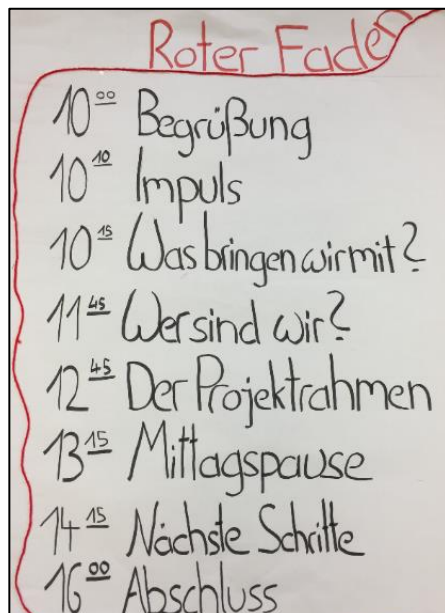 Roter Faden
10⁰⁰ Begrüßung
10¹⁰ Impuls
10¹⁵ Was bringen wir mit?
11⁴⁵ Wer sind wir?
12⁴⁵ Der Projektrahmen
13¹⁵ Mittagspause
14¹⁵ Nächste Schritte
16⁰⁰ Abschluss